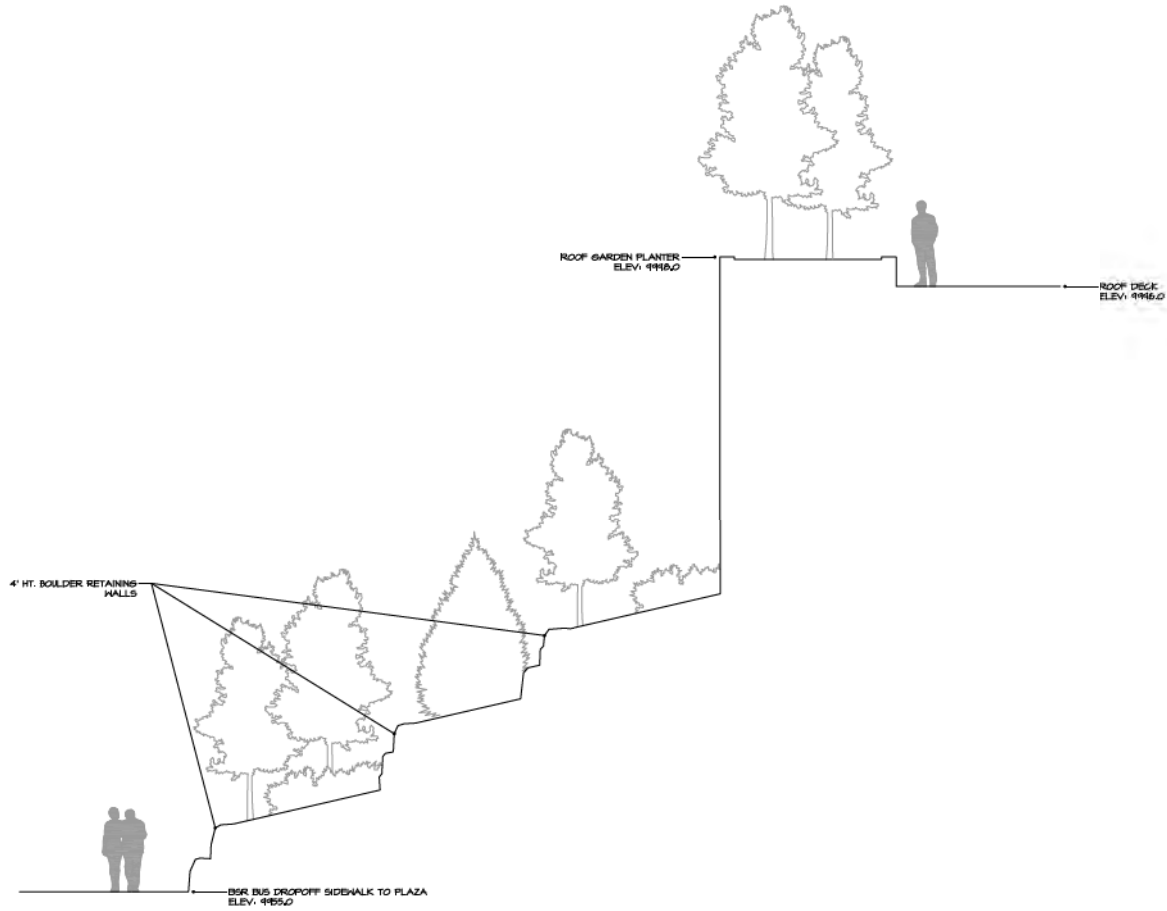 ROOF GARDEN PLANTER
ELEV: 9998.0
ROOF DECK
ELEV: 9996.0
4' HT. BOULDER RETAINING
WALLS
BSR BUS DROPOFF SIDEWALK TO PLAZA
ELEV: 9955.0